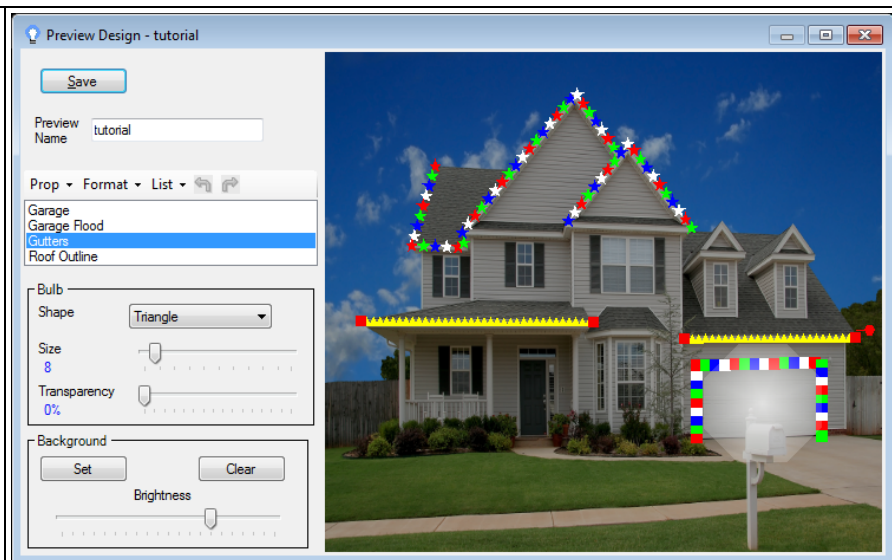 Preview Design - tutorial
Save
Preview
Name
tutorial
Prop Format List
Garage
Garage Flood
Gutters
Roof Outline
Bulb
Shape
Triangle
Size
8
Transparency
0%
Background
Set Clear
Brightness